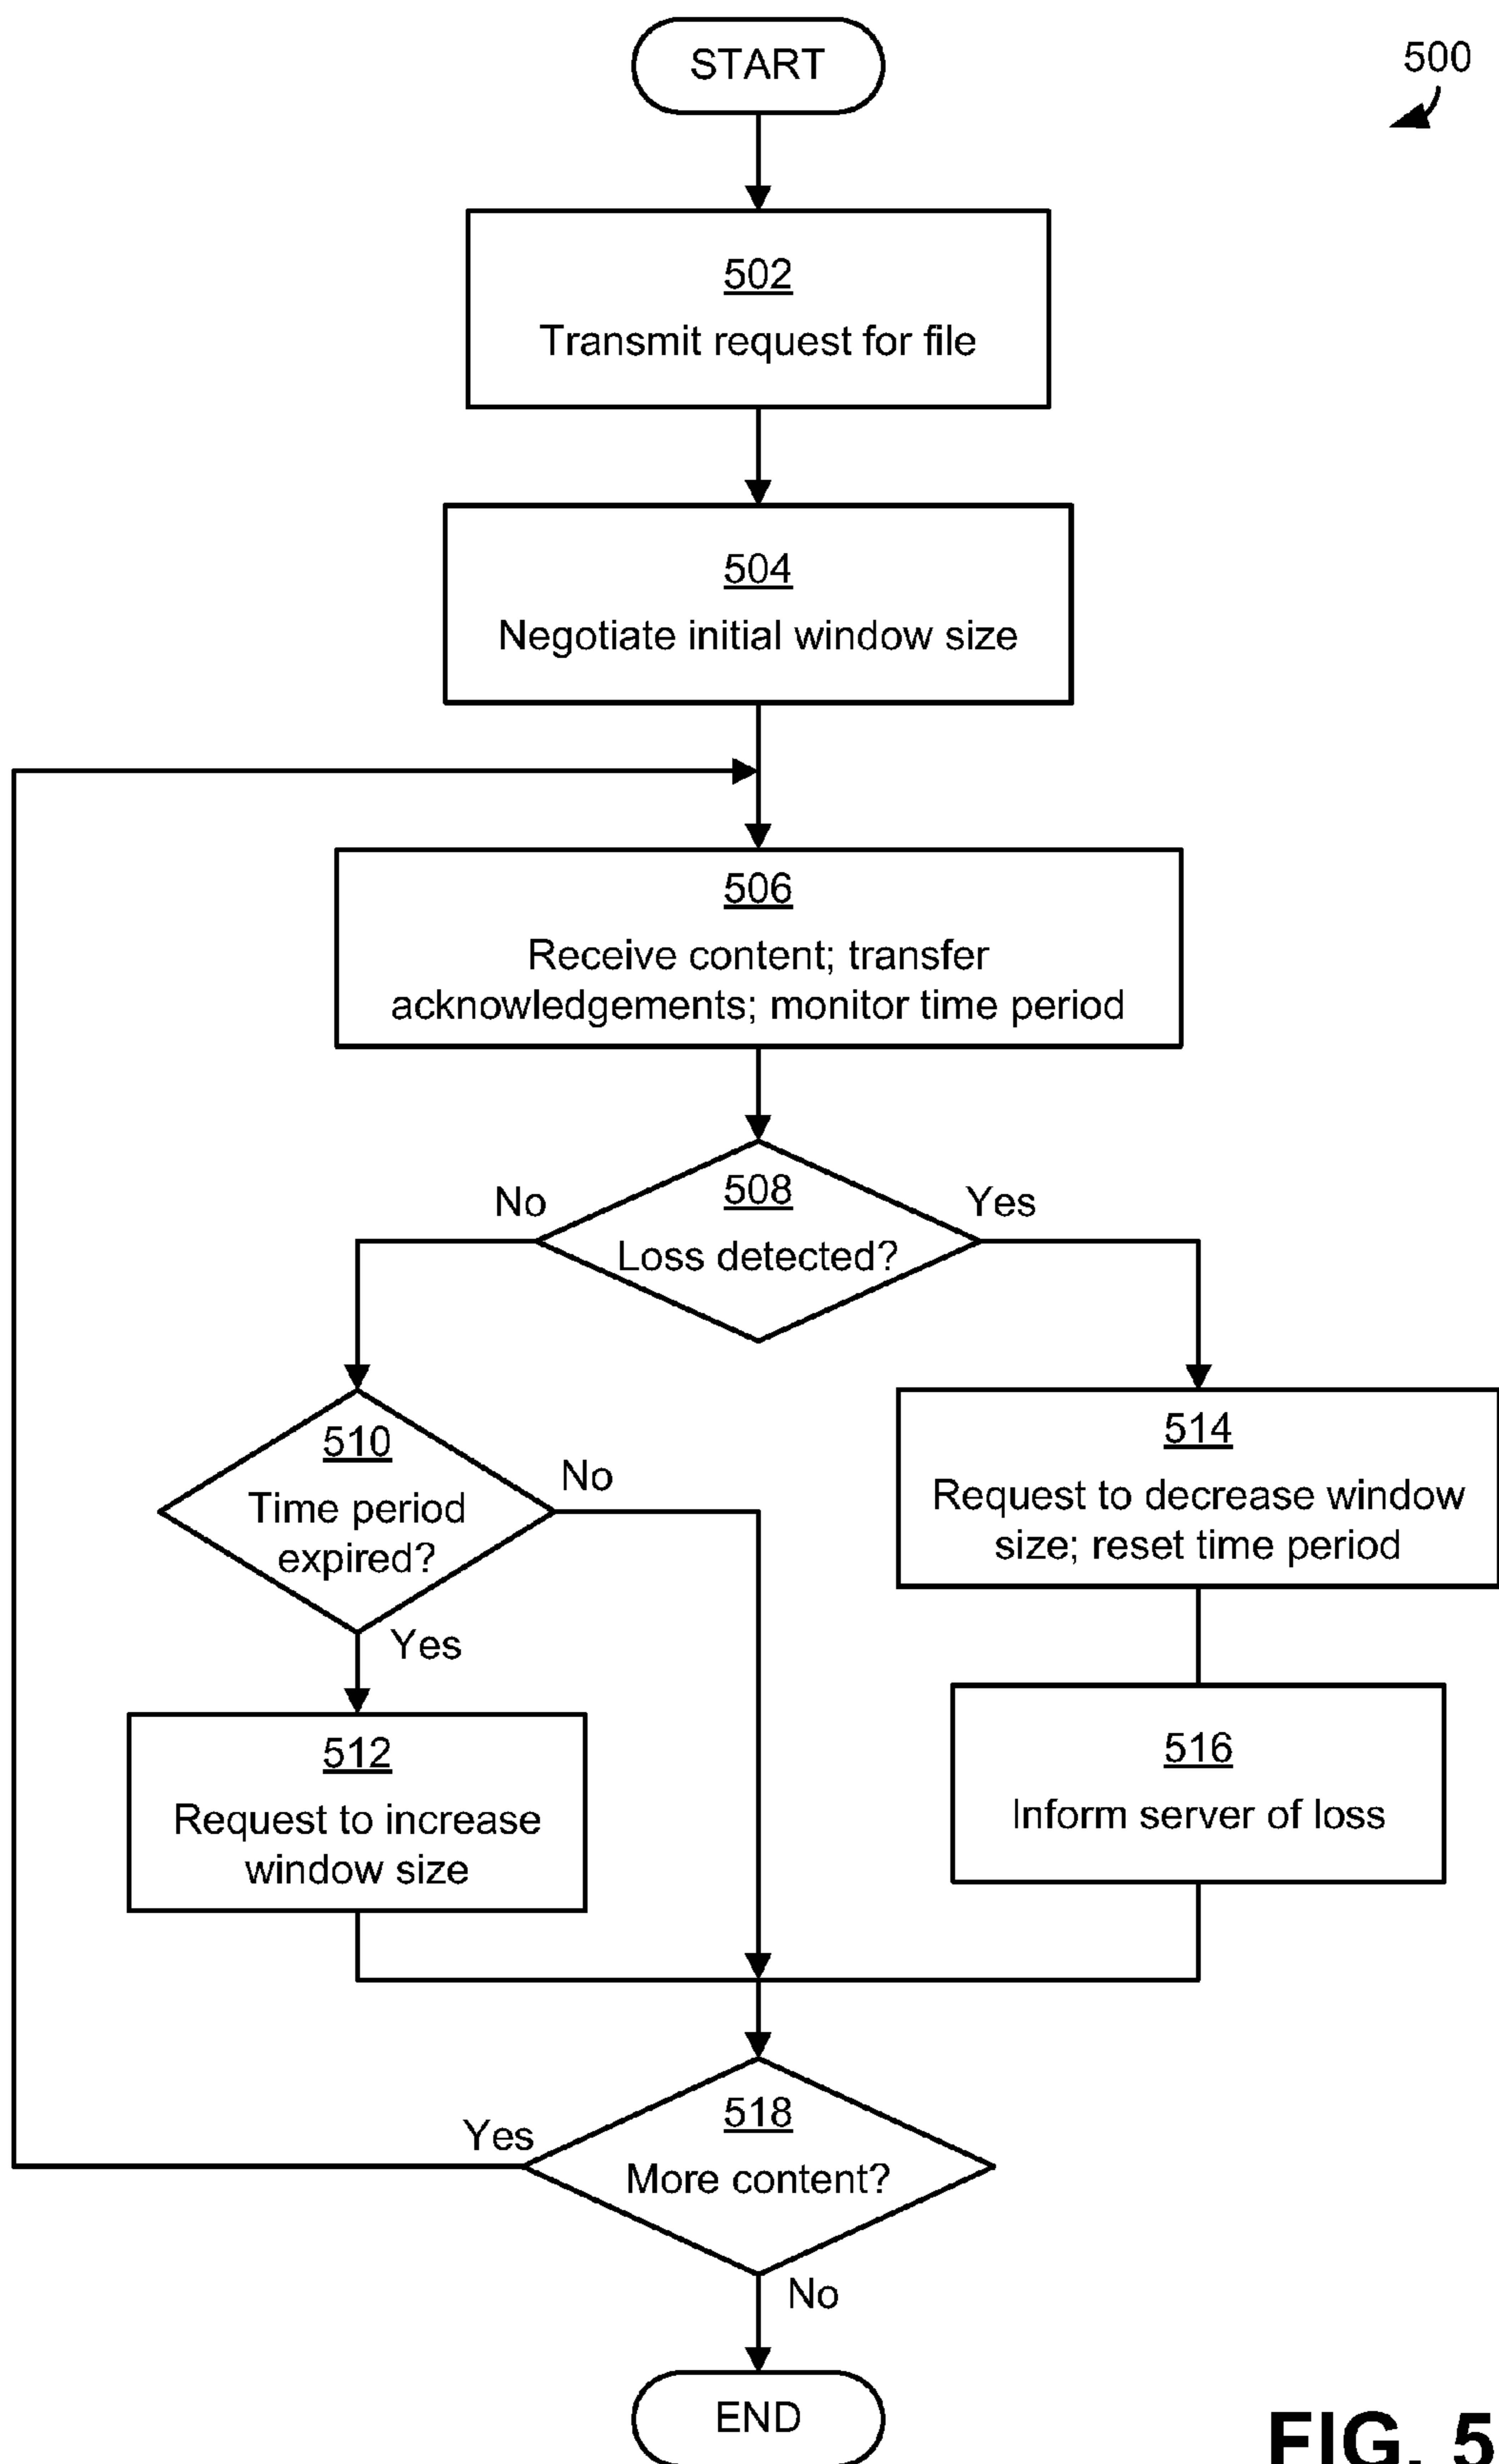 START
500
502
Transmit request for file
504
Negotiate initial window size
506
Receive content; transfer
acknowledgements; monitor time period
508
Loss detected?
No
Yes
510
Time period
expired?
No
Yes
514
Request to decrease window
size; reset time period
512
Request to increase
window size
516
Inform server of loss
518
More content?
Yes
No
END
FIG. 5